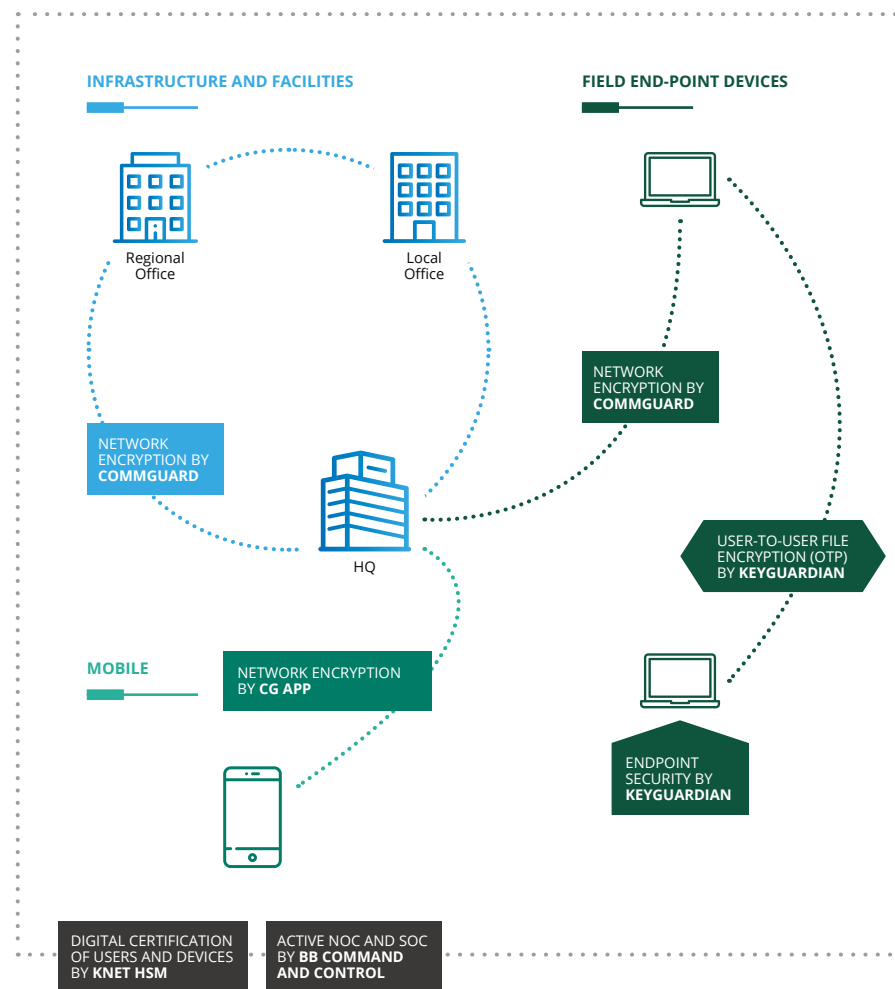 INFRASTRUCTURE AND FACILITIES
FIELD END-POINT DEVICES
Regional
Office
Local
Office
NETWORK
ENCRYPTION BY
COMMGUARD
NETWORK
ENCRYPTION BY
COMMGUARD
HQ
USER-TO-USER FILE
ENCRYPTION (OTP)
BY KEYGUARDIAN
MOBILE
NETWORK ENCRYPTION
BY CG APP
ENDPOINT
SECURITY BY
KEYGUARDIAN
DIGITAL CERTIFICATION
OF USERS AND DEVICES
BY KNET HSM
ACTIVE NOC AND SOC
BY BB COMMAND
AND CONTROL